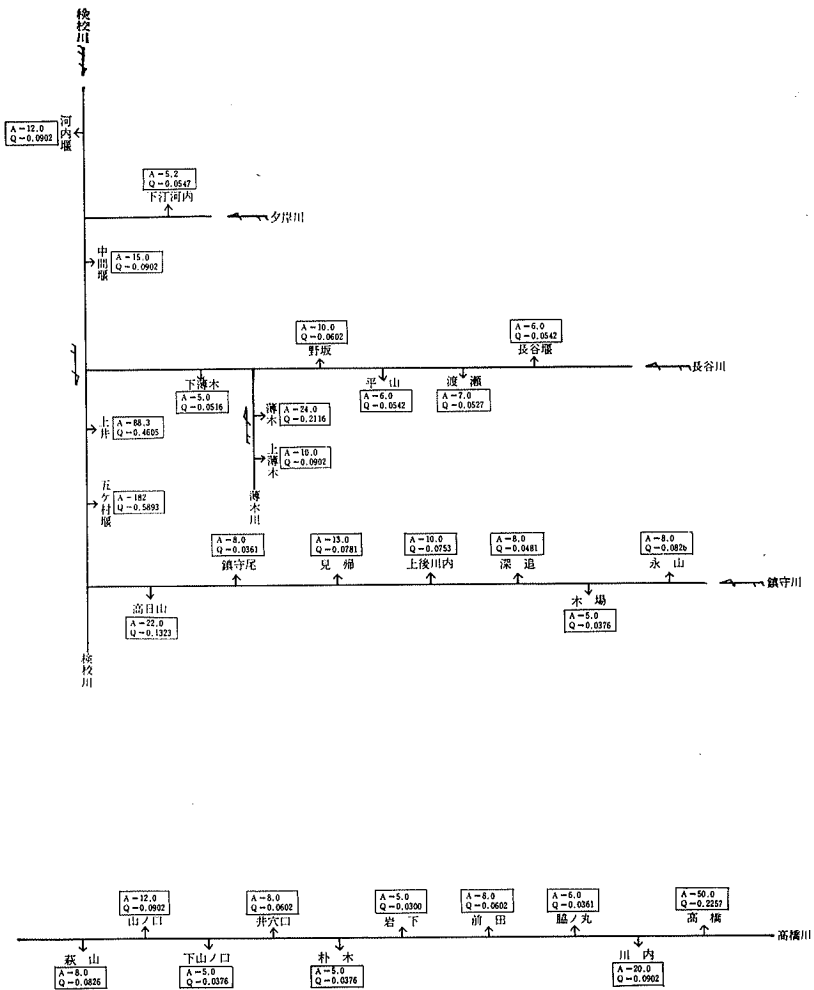 検校川
A=12.0
Q=0.0902
河内堰
A=5.2
Q=0.0547
下汀河内
夕岸川
中間堰
A=15.0
Q=0.0902
A=10.0
Q=0.0602
野坂
A=6.0
Q=0.0542
長谷堰
長谷川
下薄木
A=5.0
Q=0.0516
平山
A=6.0
Q=0.0542
渡瀬
A=7.0
Q=0.0527
薄木
A=24.0
Q=0.2116
上井
A=88.3
Q=0.4605
上薄木
Q=0.0902
薄木川
五ケ村堰
A=182
Q=0.5893
A=8.0
Q=0.0361
鎮守尾
A=13.0
Q=0.0781
見帰
A=10.0
Q=0.0753
上後川内
A=8.0
Q=0.0481
深追
A=8.0
Q=0.0826
永山
鎮守川
高日山
A=22.0
Q=0.1323
木場
A=5.0
Q=0.0376
検校川
A=12.0
Q=0.0902
山ノ口
A=8.0
Q=0.0602
井穴口
A=5.0
Q=0.0300
岩下
A=8.0
Q=0.0602
前田
A=6.0
Q=0.0361
脇ノ丸
A=50.0
Q=0.2257
高橋
高橋川
萩山
A=8.0
Q=0.0826
下山ノ口
A=5.0
Q=0.0376
朴木
A=5.0
Q=0.0376
川内
A=20.0
Q=0.0902